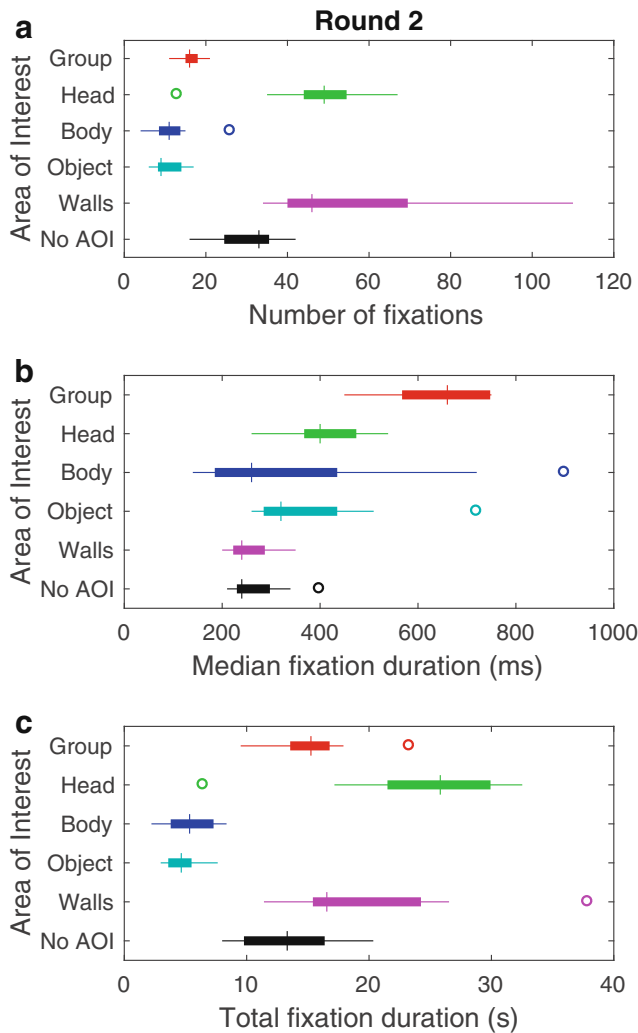 a
Round 2
Area of Interest
Group
Head
Body
Object
Walls
No AOI
0 20 40 60 80 100 120
Number of fixations
b
Area of Interest
Group
Head
Body
Object
Walls
No AOI
0 200 400 600 800 1000
Median fixation duration (ms)
c
Area of Interest
Group
Head
Body
Object
Walls
No AOI
0 10 20 30 40
Total fixation duration (s)